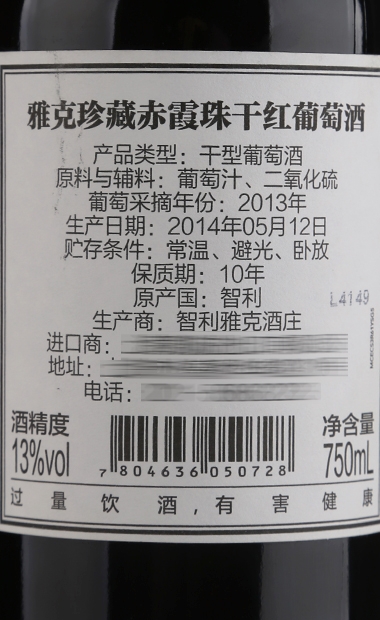 雅克珍藏赤霞珠干红葡萄酒
产品类型：干型葡萄酒
原料与辅料：葡萄汁、二氧化硫
葡萄采摘年份：2013年
生产日期：2014年05月12日
贮存条件：常温、避光、卧放
保质期：10年
原产国：智利
L4149
生产商：智利雅克酒庄
进口商：
地址：
电话：
酒精度
13%vol
7 804636 050728
净含量
750mL
过量饮酒，有害健康